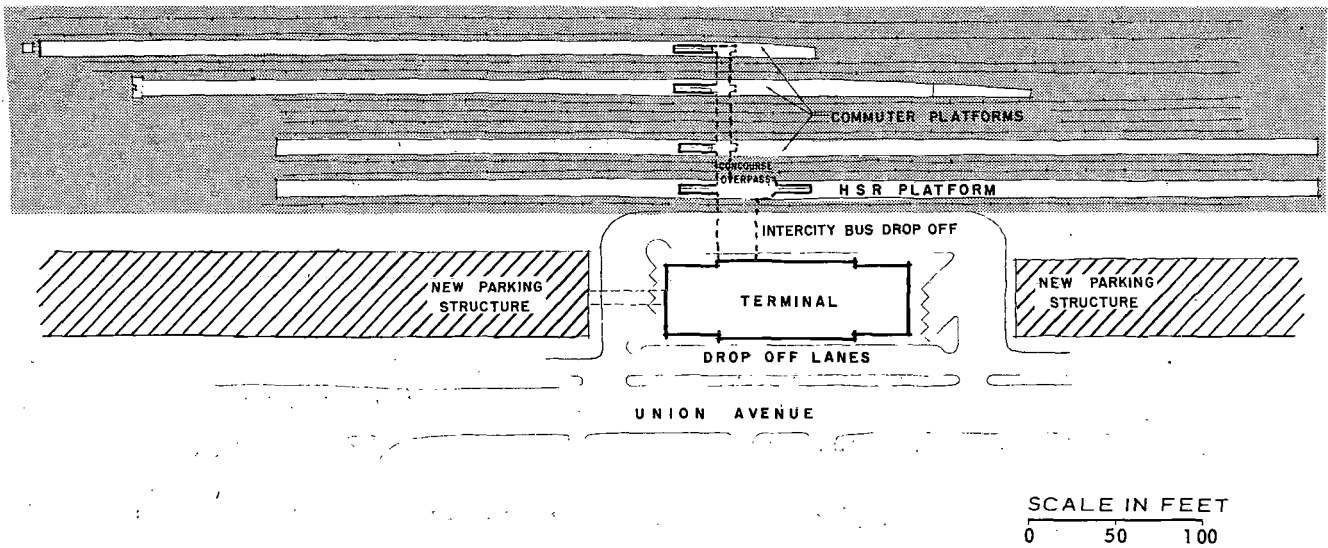 COMMUTER PLATFORMS
CONCOURSE
OVERPASS
HSR PLATFORM
INTERCITY BUS DROP OFF
NEW PARKING
STRUCTURE
TERMINAL
NEW PARKING
STRUCTURE
DROP OFF LANES
UNION AVENUE
SCALE IN FEET
0 50 100